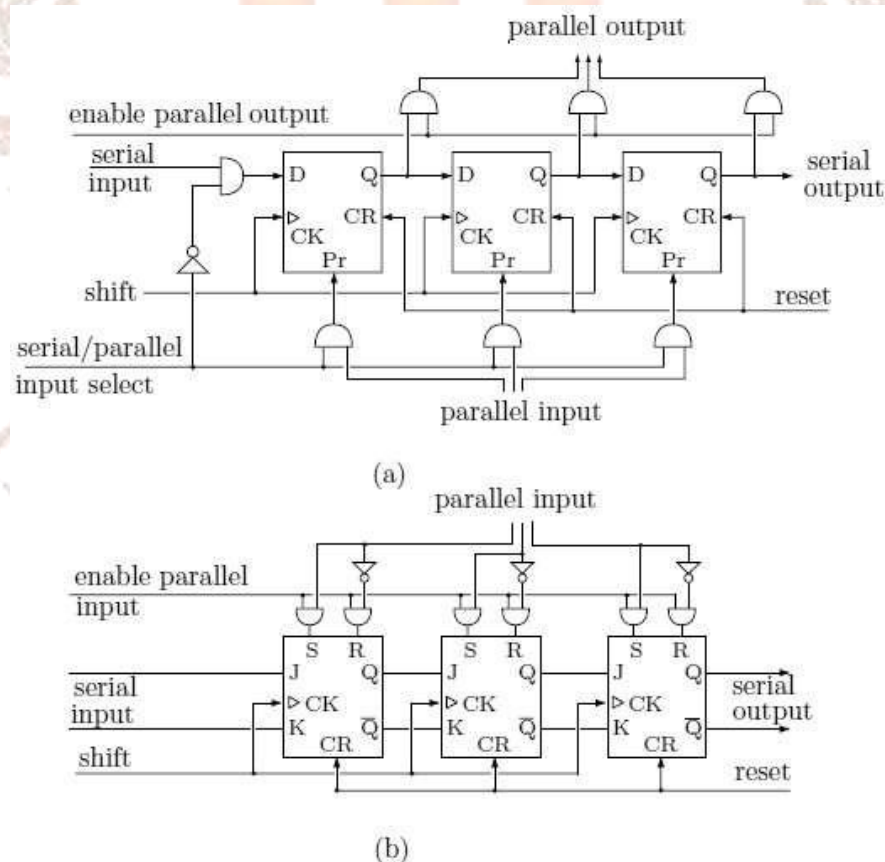 parallel output
enable parallel output
serial
input
D Q D Q D Q
serial
output
CR CR CR
CK CK CK
Pr Pr Pr
shift
reset
serial/parallel
input select
parallel input
(a)
parallel input
enable parallel
input
S R S R S R
J Q J Q J Q
serial
input
CK CK CK
serial
output
K Q̅ K Q̅ K Q̅
CR CR CR
shift
reset
(b)